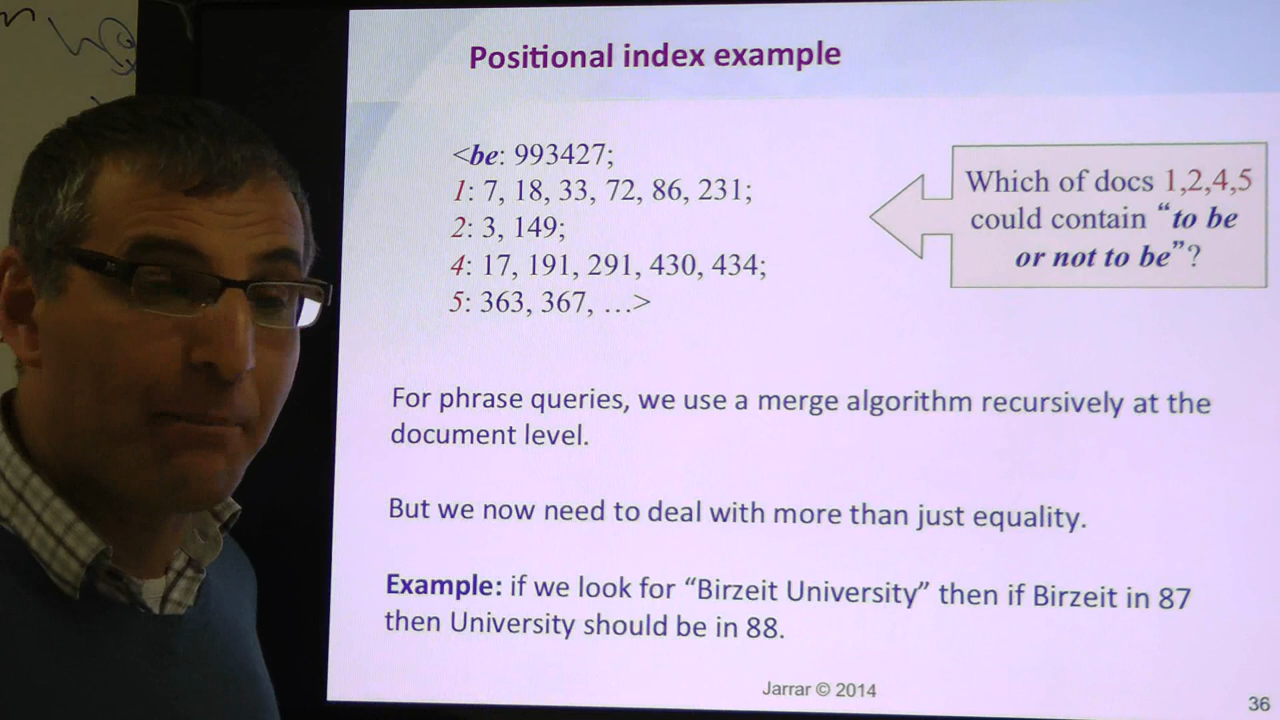 Positional index example
<be: 993427;
1: 7, 18, 33, 72, 86, 231;
2: 3, 149;
4: 17, 191, 291, 430, 434;
5: 363, 367, …>
Which of docs 1,2,4,5
could contain “to be
or not to be”?
For phrase queries, we use a merge algorithm recursively at the
document level.
But we now need to deal with more than just equality.
Example: if we look for “Birzeit University” then if Birzeit in 87
then University should be in 88.
Jarrar © 2014
36